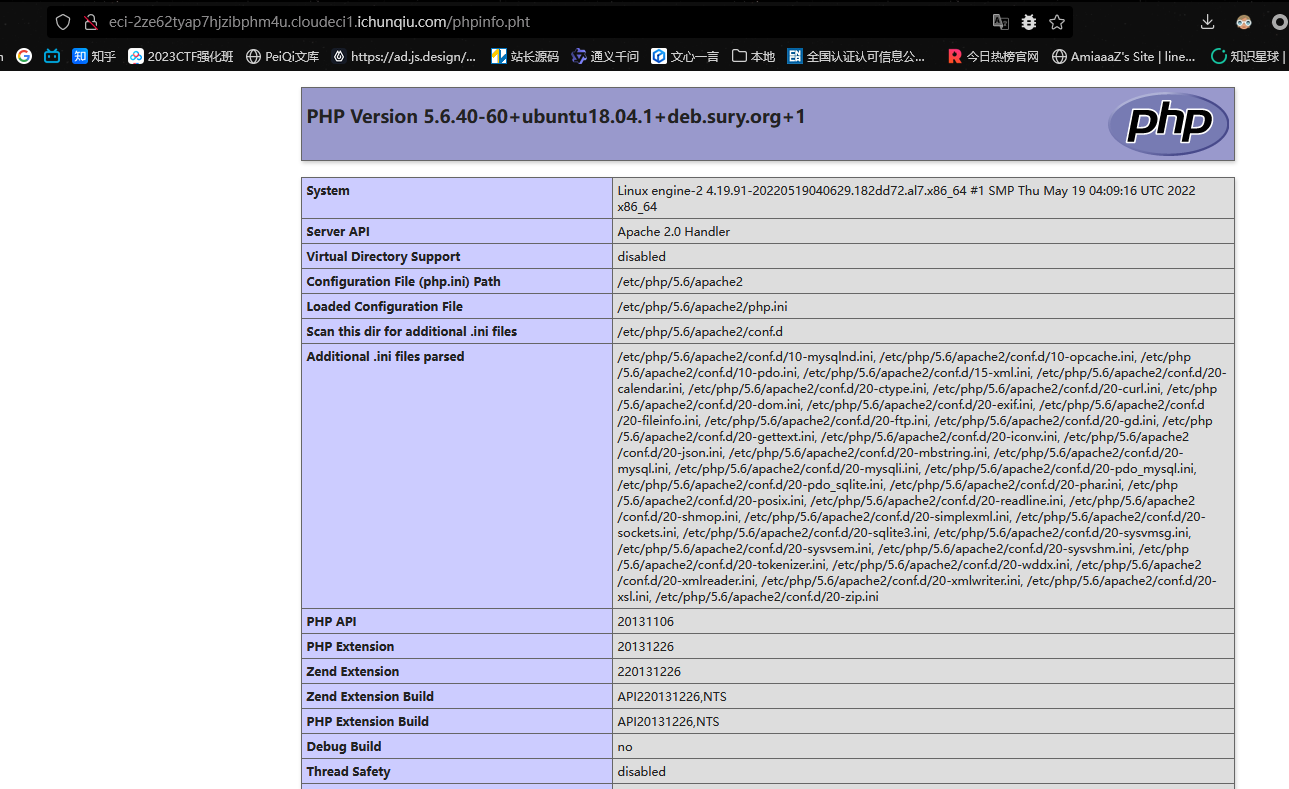 eci-2ze62tyap7hjzibphm4u.cloudeci1.ichunqiu.com/phpinfo.pht
知乎 2023CTF强化班 PeiQi文库 https://ad.js.design/... 站长源码 通义千问 文心一言 本地 全国认证认可信息公... 今日热榜官网 AmiaaaZ's Site | line... 知识星球 |
PHP Version 5.6.40-60+ubuntu18.04.1+deb.sury.org+1
php
System Linux engine-2 4.19.91-20220519040629.182dd72.al7.x86_64 #1 SMP Thu May 19 04:09:16 UTC 2022
x86_64
Server API Apache 2.0 Handler
Virtual Directory Support disabled
Configuration File (php.ini) Path /etc/php/5.6/apache2
Loaded Configuration File /etc/php/5.6/apache2/php.ini
Scan this dir for additional .ini files /etc/php/5.6/apache2/conf.d
Additional .ini files parsed /etc/php/5.6/apache2/conf.d/10-mysqlnd.ini, /etc/php/5.6/apache2/conf.d/10-opcache.ini, /etc/php
/5.6/apache2/conf.d/10-pdo.ini, /etc/php/5.6/apache2/conf.d/15-xml.ini, /etc/php/5.6/apache2/conf.d/20-
calendar.ini, /etc/php/5.6/apache2/conf.d/20-ctype.ini, /etc/php/5.6/apache2/conf.d/20-curl.ini, /etc/php
/5.6/apache2/conf.d/20-dom.ini, /etc/php/5.6/apache2/conf.d/20-exif.ini, /etc/php/5.6/apache2/conf.d
/20-fileinfo.ini, /etc/php/5.6/apache2/conf.d/20-ftp.ini, /etc/php/5.6/apache2/conf.d/20-gd.ini, /etc/php
/5.6/apache2/conf.d/20-gettext.ini, /etc/php/5.6/apache2/conf.d/20-iconv.ini, /etc/php/5.6/apache2
/conf.d/20-json.ini, /etc/php/5.6/apache2/conf.d/20-mbstring.ini, /etc/php/5.6/apache2/conf.d/20-
mysql.ini, /etc/php/5.6/apache2/conf.d/20-mysqli.ini, /etc/php/5.6/apache2/conf.d/20-pdo_mysql.ini,
/etc/php/5.6/apache2/conf.d/20-pdo_sqlite.ini, /etc/php/5.6/apache2/conf.d/20-phar.ini, /etc/php
/5.6/apache2/conf.d/20-posix.ini, /etc/php/5.6/apache2/conf.d/20-readline.ini, /etc/php/5.6/apache2
/conf.d/20-shmop.ini, /etc/php/5.6/apache2/conf.d/20-simplexml.ini, /etc/php/5.6/apache2/conf.d/20-
sockets.ini, /etc/php/5.6/apache2/conf.d/20-sqlite3.ini, /etc/php/5.6/apache2/conf.d/20-sysvmsg.ini,
/etc/php/5.6/apache2/conf.d/20-sysvsem.ini, /etc/php/5.6/apache2/conf.d/20-sysvshm.ini, /etc/php
/5.6/apache2/conf.d/20-tokenizer.ini, /etc/php/5.6/apache2/conf.d/20-wddx.ini, /etc/php/5.6/apache2
/conf.d/20-xmlreader.ini, /etc/php/5.6/apache2/conf.d/20-xmlwriter.ini, /etc/php/5.6/apache2/conf.d/20-
xsl.ini, /etc/php/5.6/apache2/conf.d/20-zip.ini
PHP API 20131106
PHP Extension 20131226
Zend Extension 220131226
Zend Extension Build API220131226,NTS
PHP Extension Build API20131226,NTS
Debug Build no
Thread Safety disabled